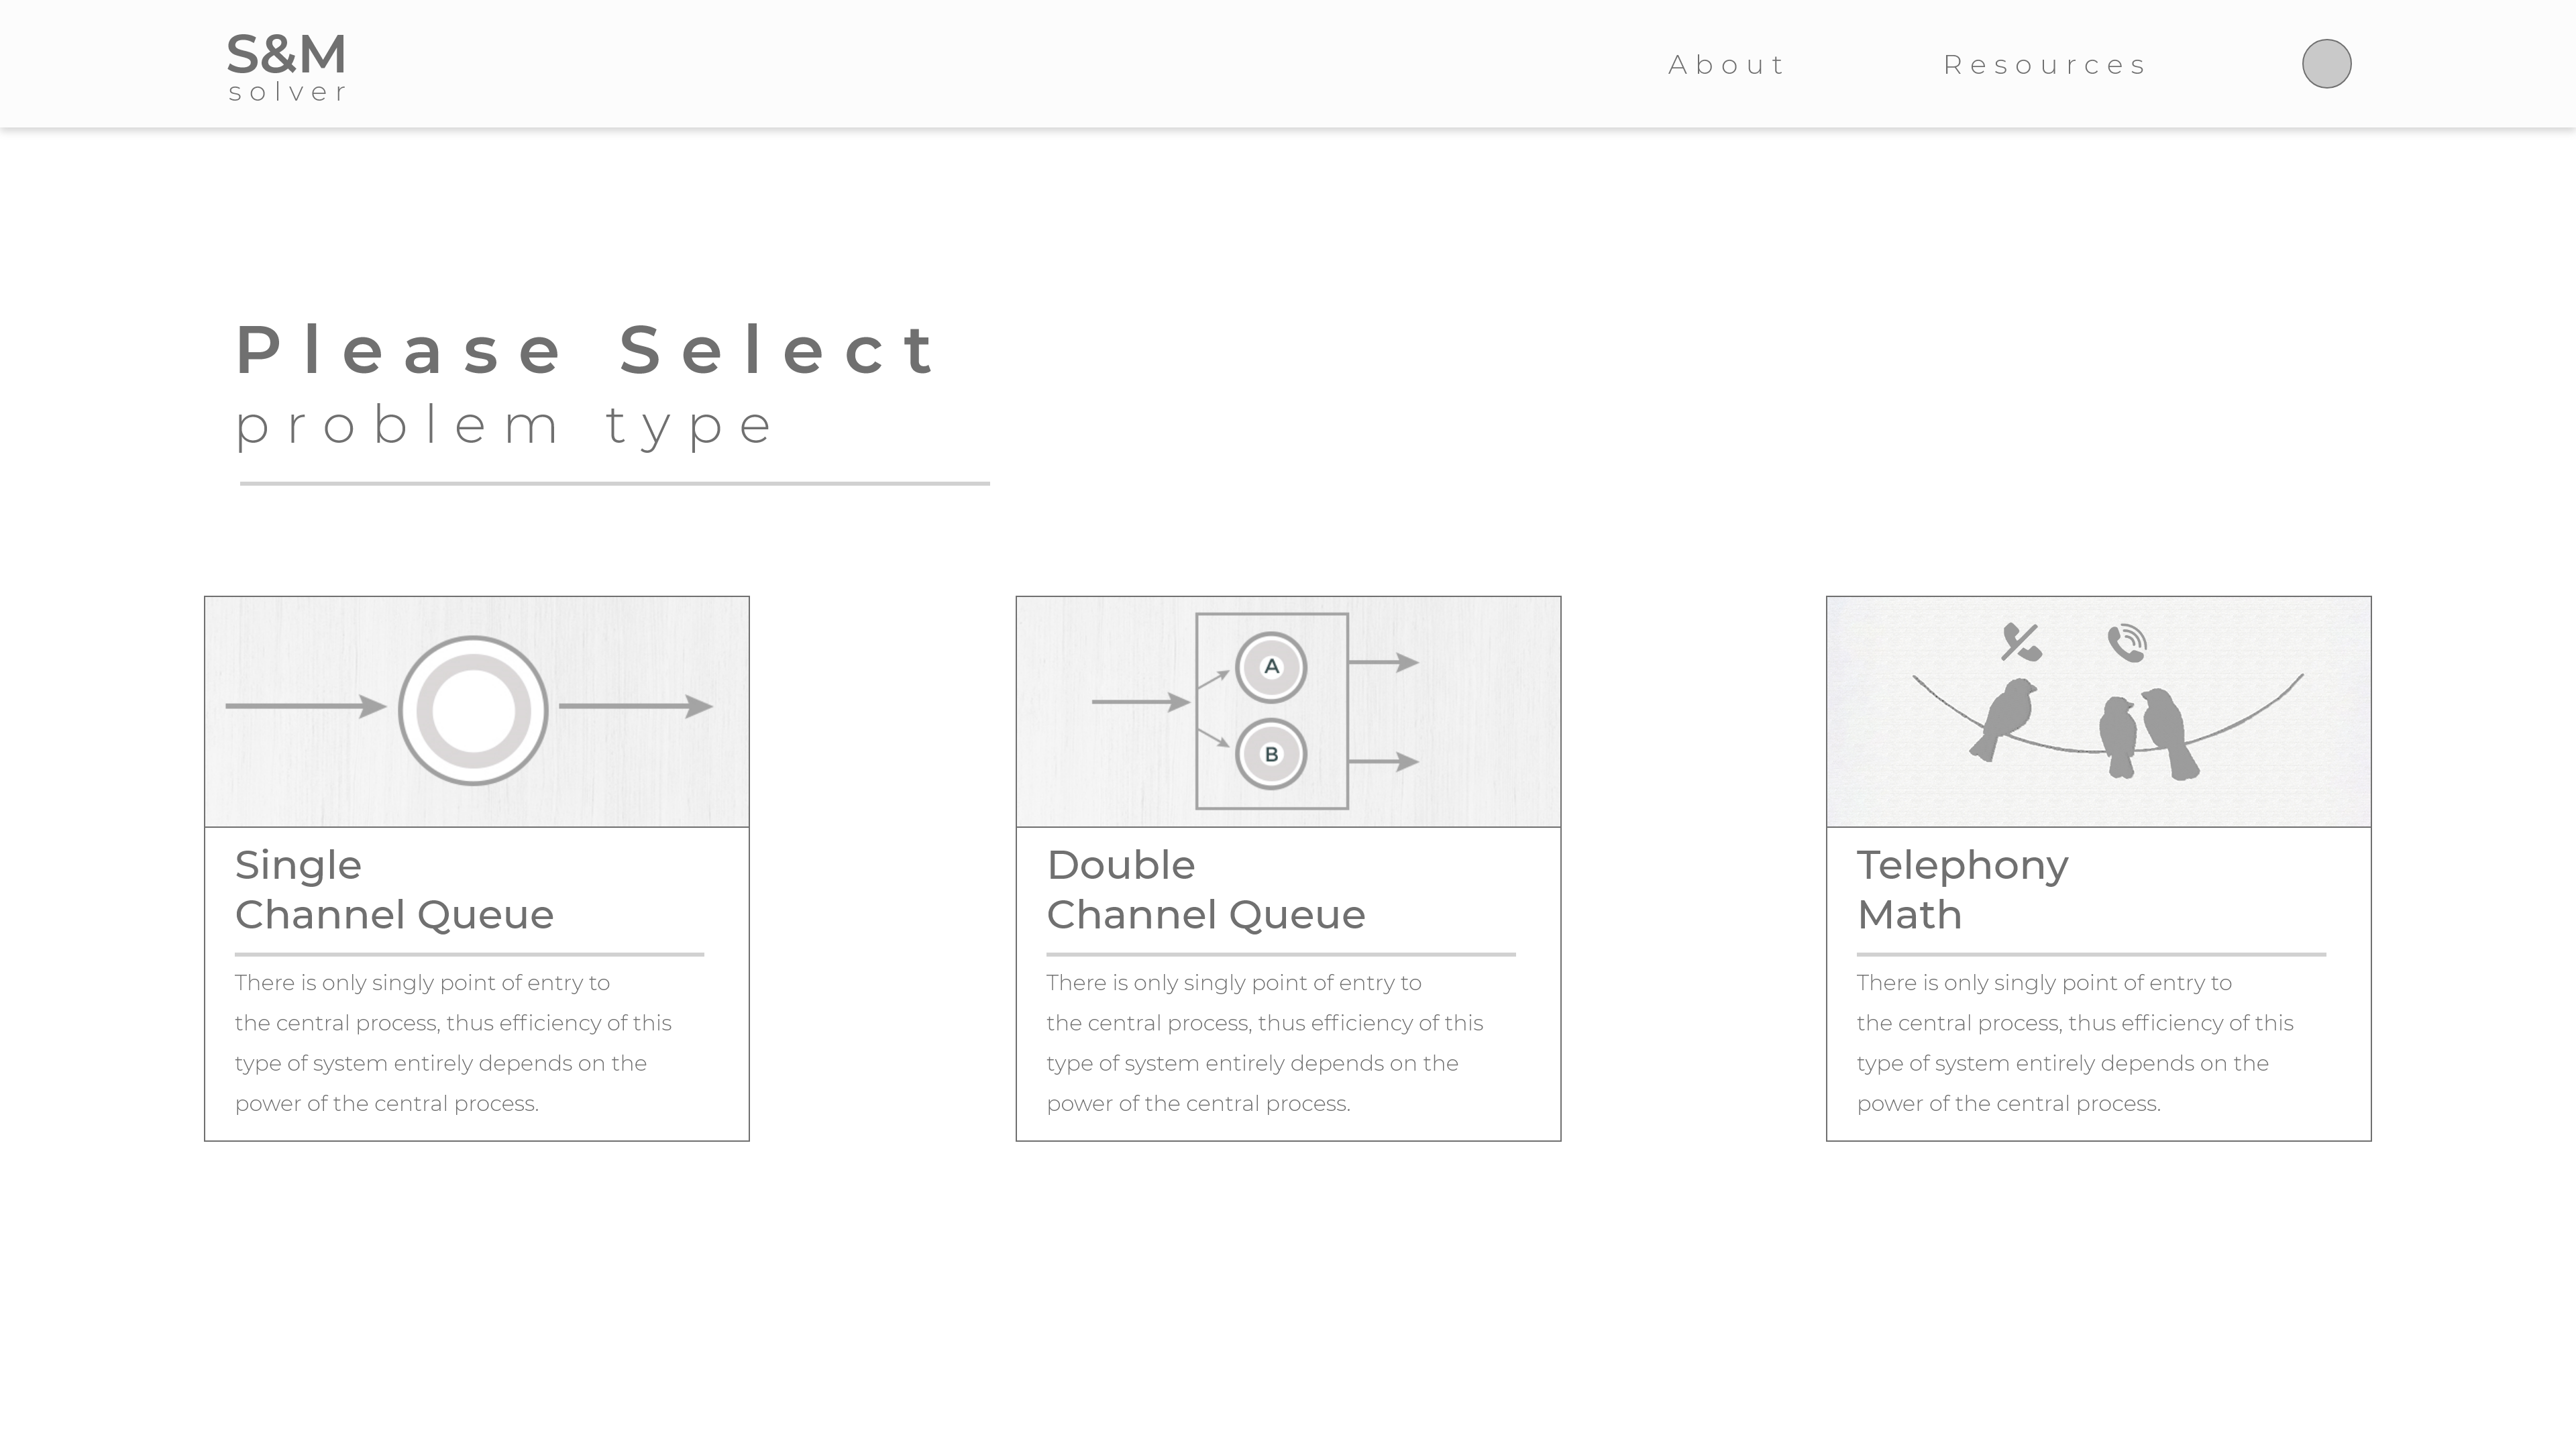 S&M
solver
About
Resources
Please Select
problem type
A
B
Single
Channel Queue
There is only singly point of entry to
the central process, thus efficiency of this
type of system entirely depends on the
power of the central process.
Double
Channel Queue
There is only singly point of entry to
the central process, thus efficiency of this
type of system entirely depends on the
power of the central process.
Telephony
Math
There is only singly point of entry to
the central process, thus efficiency of this
type of system entirely depends on the
power of the central process.